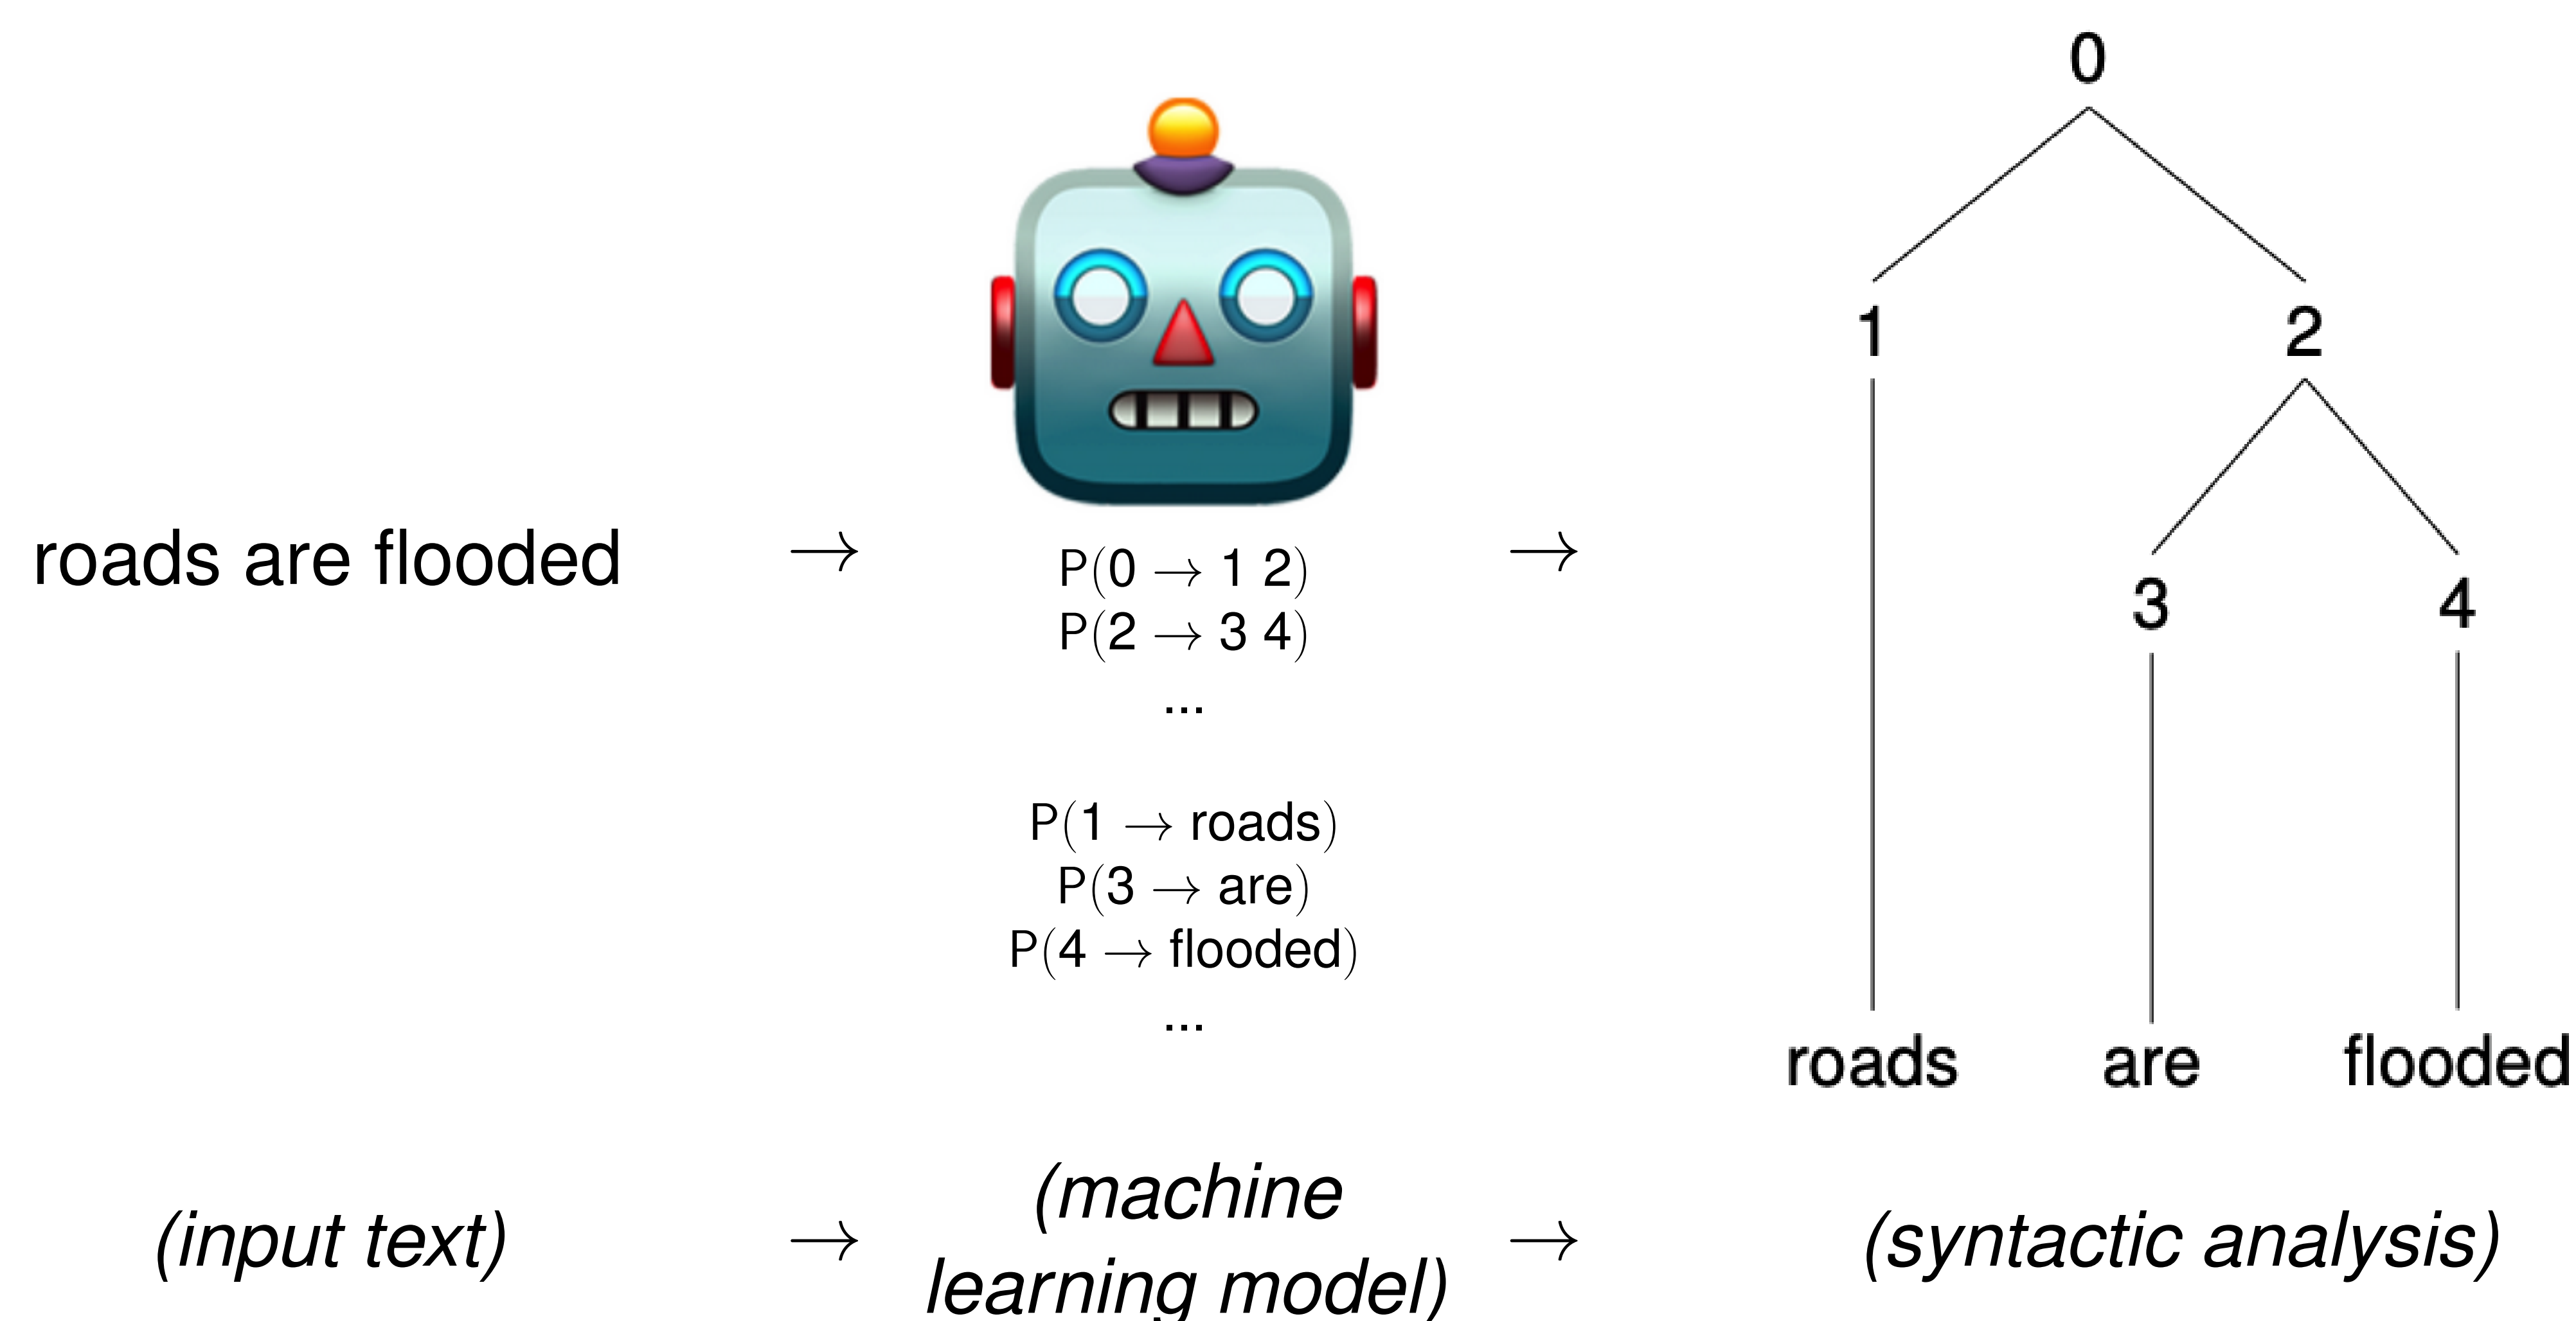 roads are flooded
→
P(0 → 1 2)
P(2 → 3 4)
...
P(1 → roads)
P(3 → are)
P(4 → flooded)
...
→
0
1 2
3 4
roads are flooded
(input text)
→
(machine
learning model)
→
(syntactic analysis)